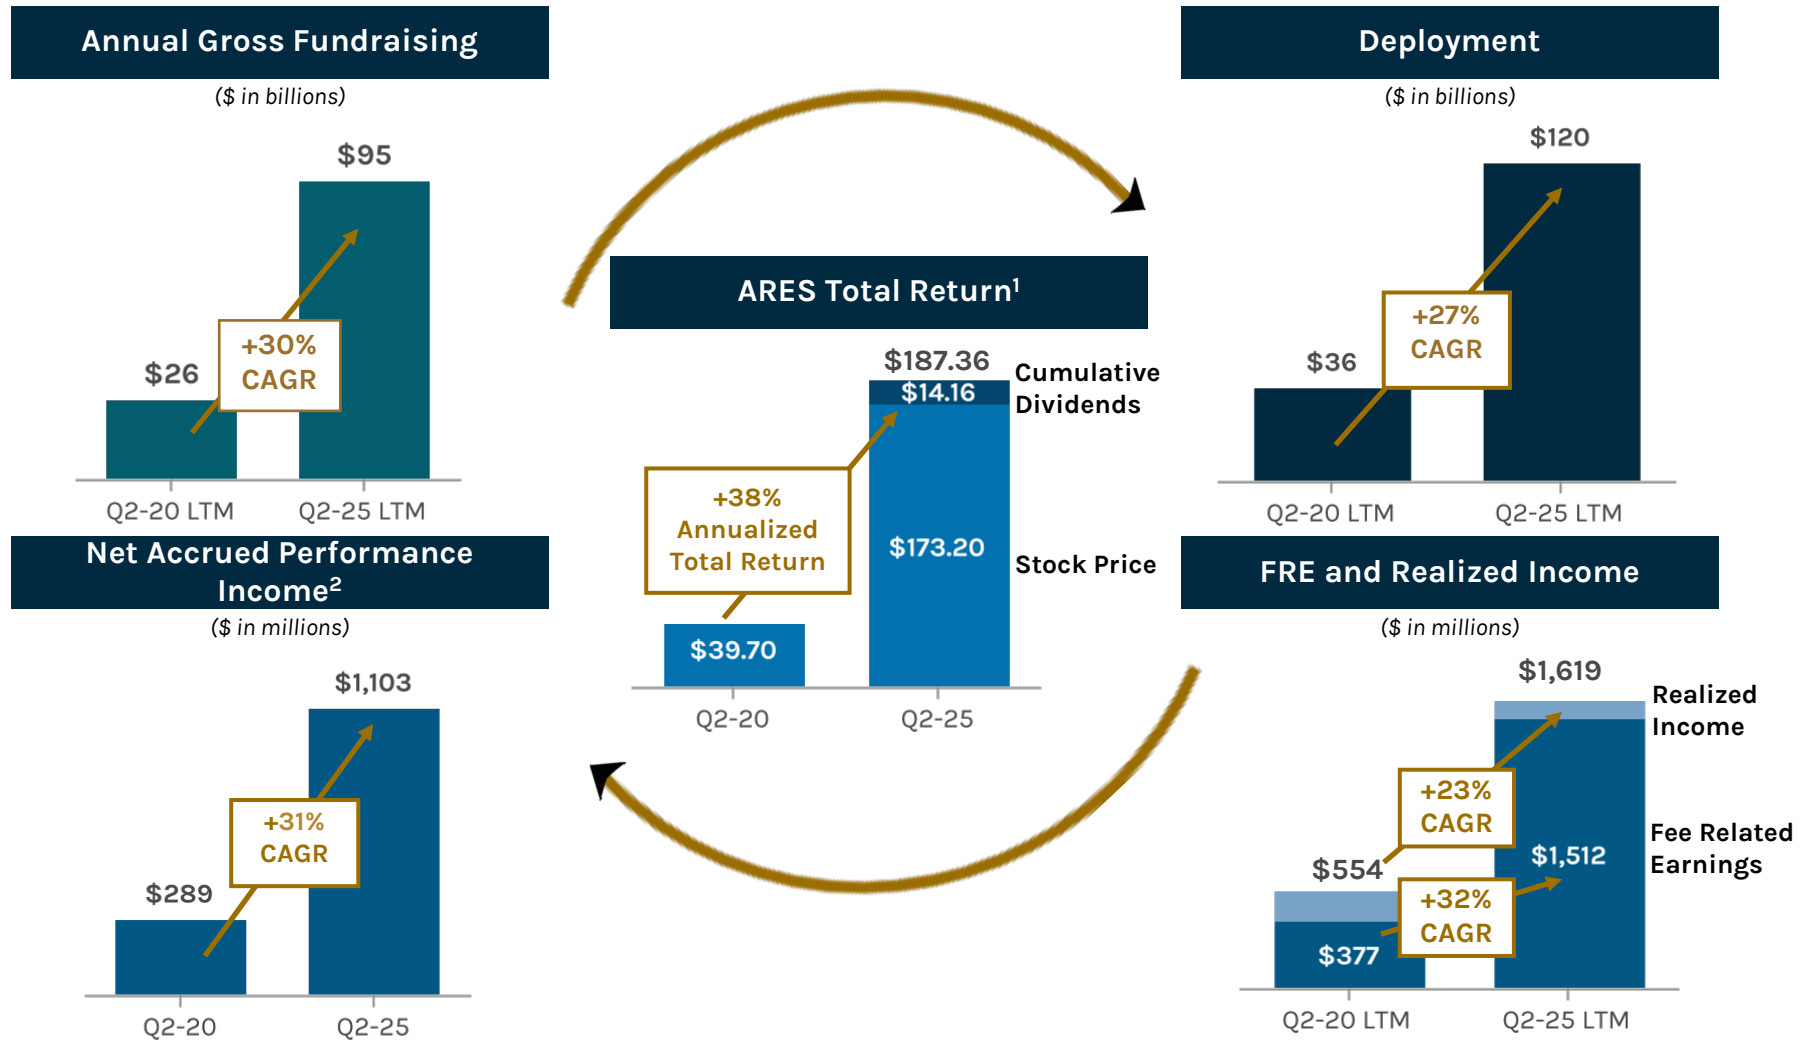 Annual Gross Fundraising
($ in billions)
$95
$26
+30%
CAGR
Q2-20 LTM
Q2-25 LTM
Deployment
($ in billions)
$120
$36
+27%
CAGR
Q2-20 LTM
Q2-25 LTM
ARES Total Return¹
$187.36
$14.16
Cumulative
Dividends
+38%
Annualized
Total Return
$173.20
Stock Price
$39.70
Q2-20
Q2-25
Net Accrued Performance
Income²
($ in millions)
$1,103
$289
+31%
CAGR
Q2-20
Q2-25
FRE and Realized Income
($ in millions)
$1,619
Realized
Income
+23%
CAGR
$554
$1,512
Fee Related
Earnings
+32%
CAGR
$377
Q2-20 LTM
Q2-25 LTM